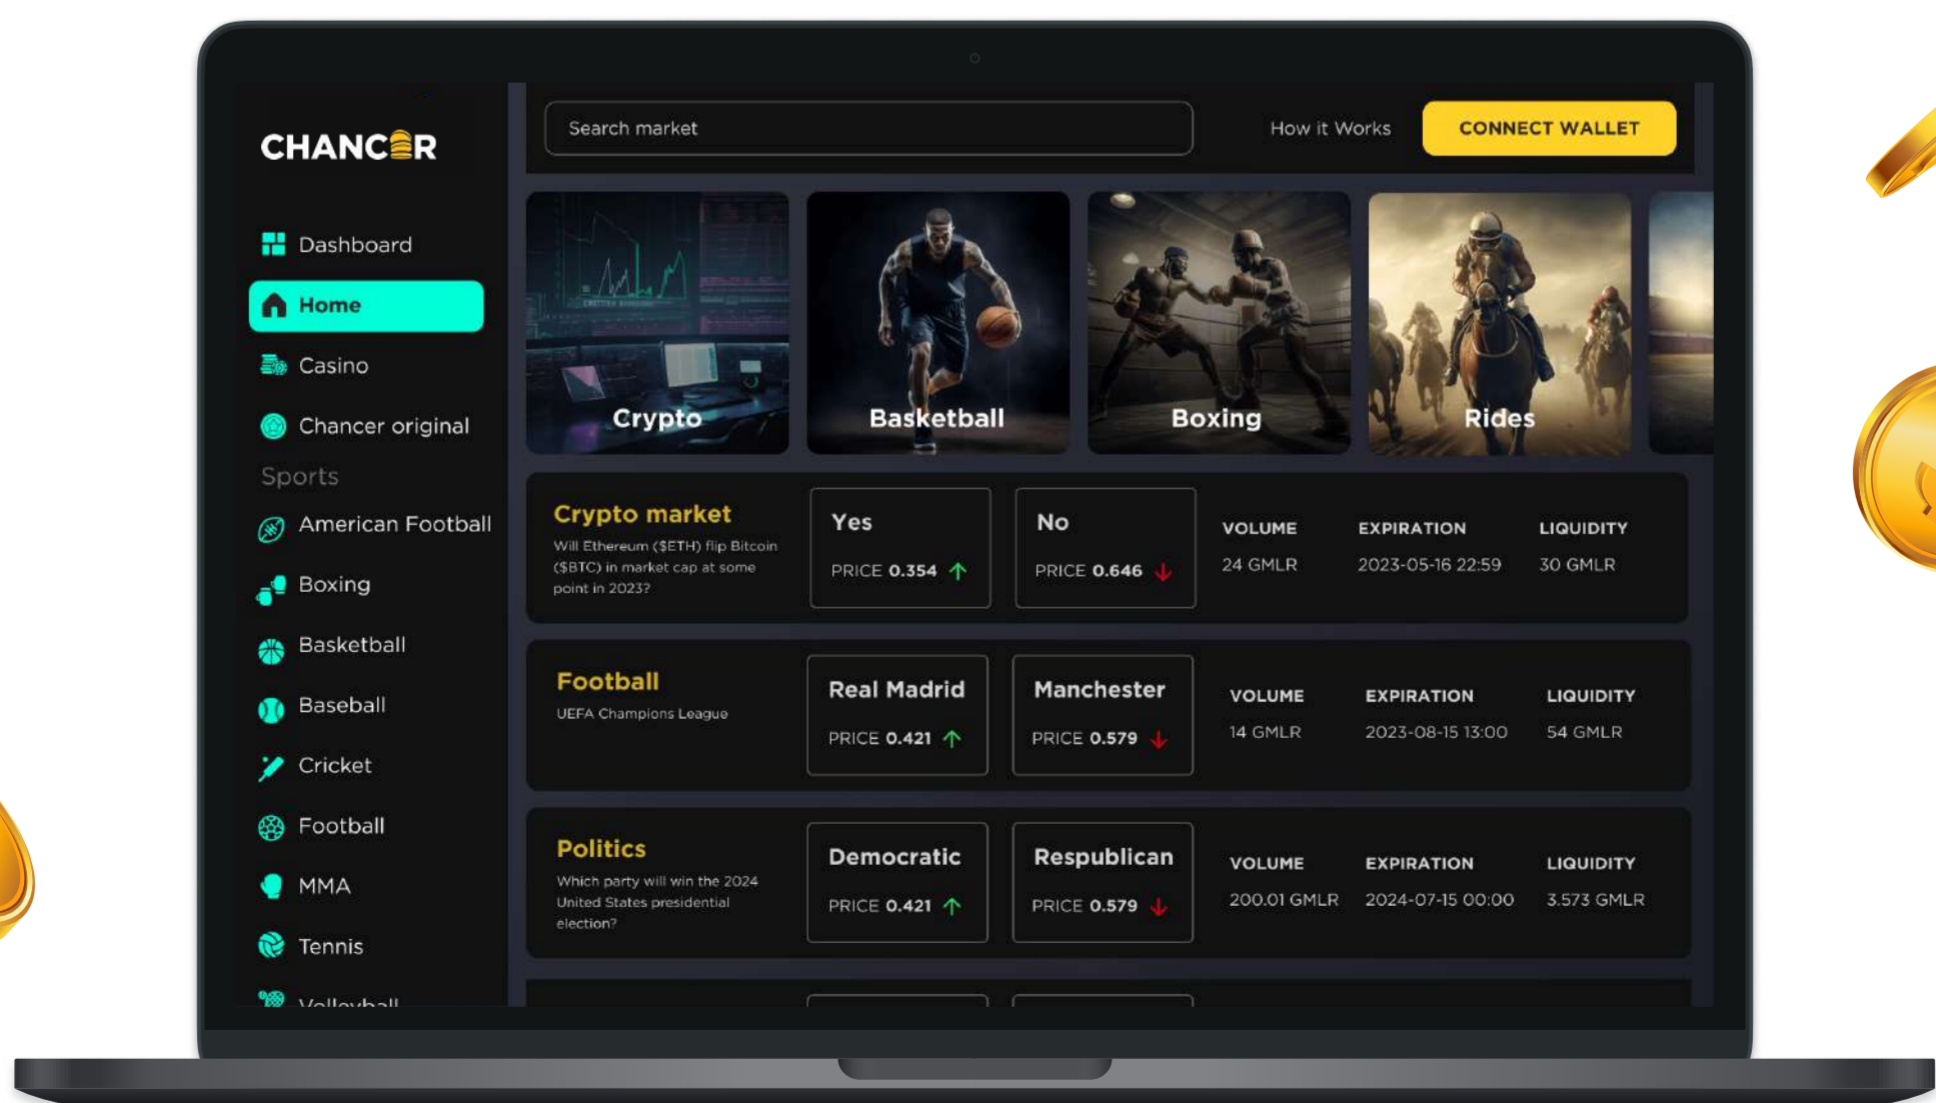 CHANCER
Search market
How it Works
CONNECT WALLET
Dashboard
Home
Casino
Chancer original
Sports
American Football
Boxing
Basketball
Baseball
Cricket
Football
MMA
Tennis
Volleyball
Crypto
Basketball
Boxing
Rides
Crypto market
Will Ethereum ($ETH) flip Bitcoin
($BTC) in market cap at some
point in 2023?
Yes
PRICE 0.354
No
PRICE 0.646
VOLUME
24 GMLR
EXPIRATION
2023-05-16 22:59
LIQUIDITY
30 GMLR
Football
UEFA Champions League
Real Madrid
PRICE 0.421
Manchester
PRICE 0.579
VOLUME
14 GMLR
EXPIRATION
2023-08-15 13:00
LIQUIDITY
54 GMLR
Politics
Which party will win the 2024
United States presidential
election?
Democratic
PRICE 0.421
Respublican
PRICE 0.579
VOLUME
200.01 GMLR
EXPIRATION
2024-07-15 00:00
LIQUIDITY
3.573 GMLR